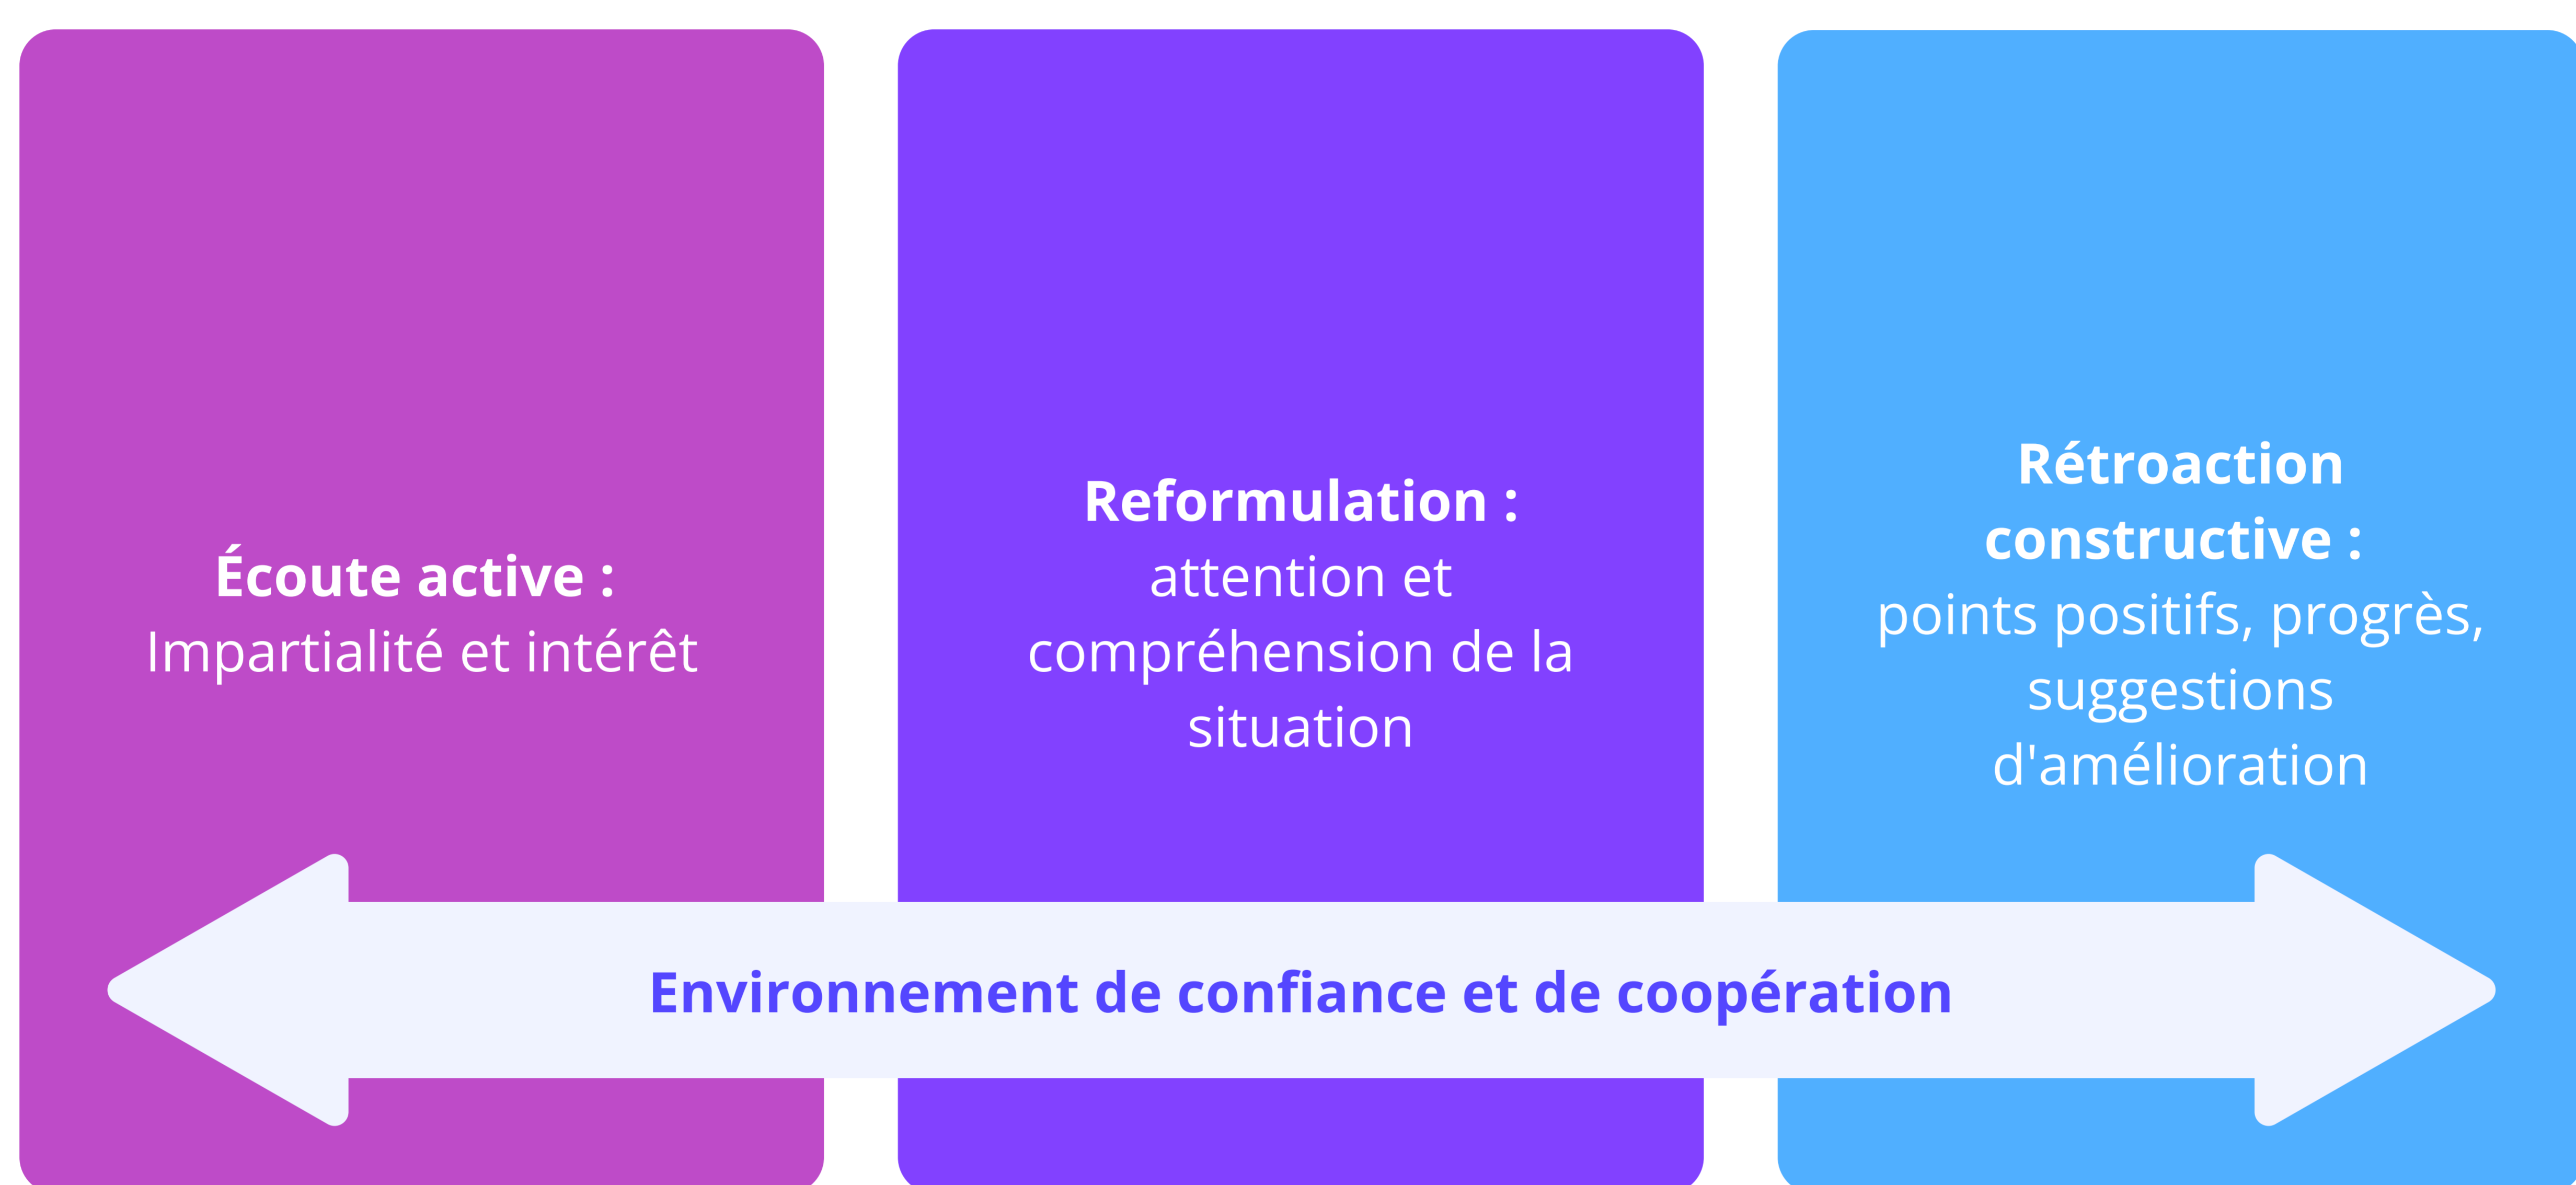 Écoute active :
Impartialité et intérêt
Reformulation :
attention et
compréhension de la
situation
Rétroaction
constructive :
points positifs, progrès,
suggestions
d'amélioration
Environnement de confiance et de coopération